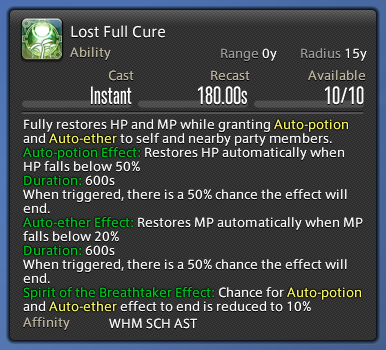 Lost Full Cure
Ability
Range 0y
Radius 15y
Cast
Recast
Available
Instant
180.00s
10/10
Fully restores HP and MP while granting Auto-potion
and Auto-ether to self and nearby party members.
Auto-potion Effect: Restores HP automatically when
HP falls below 50%
Duration: 600s
When triggered, there is a 50% chance the effect will
end.
Auto-ether Effect: Restores MP automatically when MP
falls below 20%
Duration: 600s
When triggered, there is a 50% chance the effect will
end.
Spirit of the Breathtaker Effect: Chance for Auto-potion
and Auto-ether effect to end is reduced to 10%
Affinity
WHM SCH AST